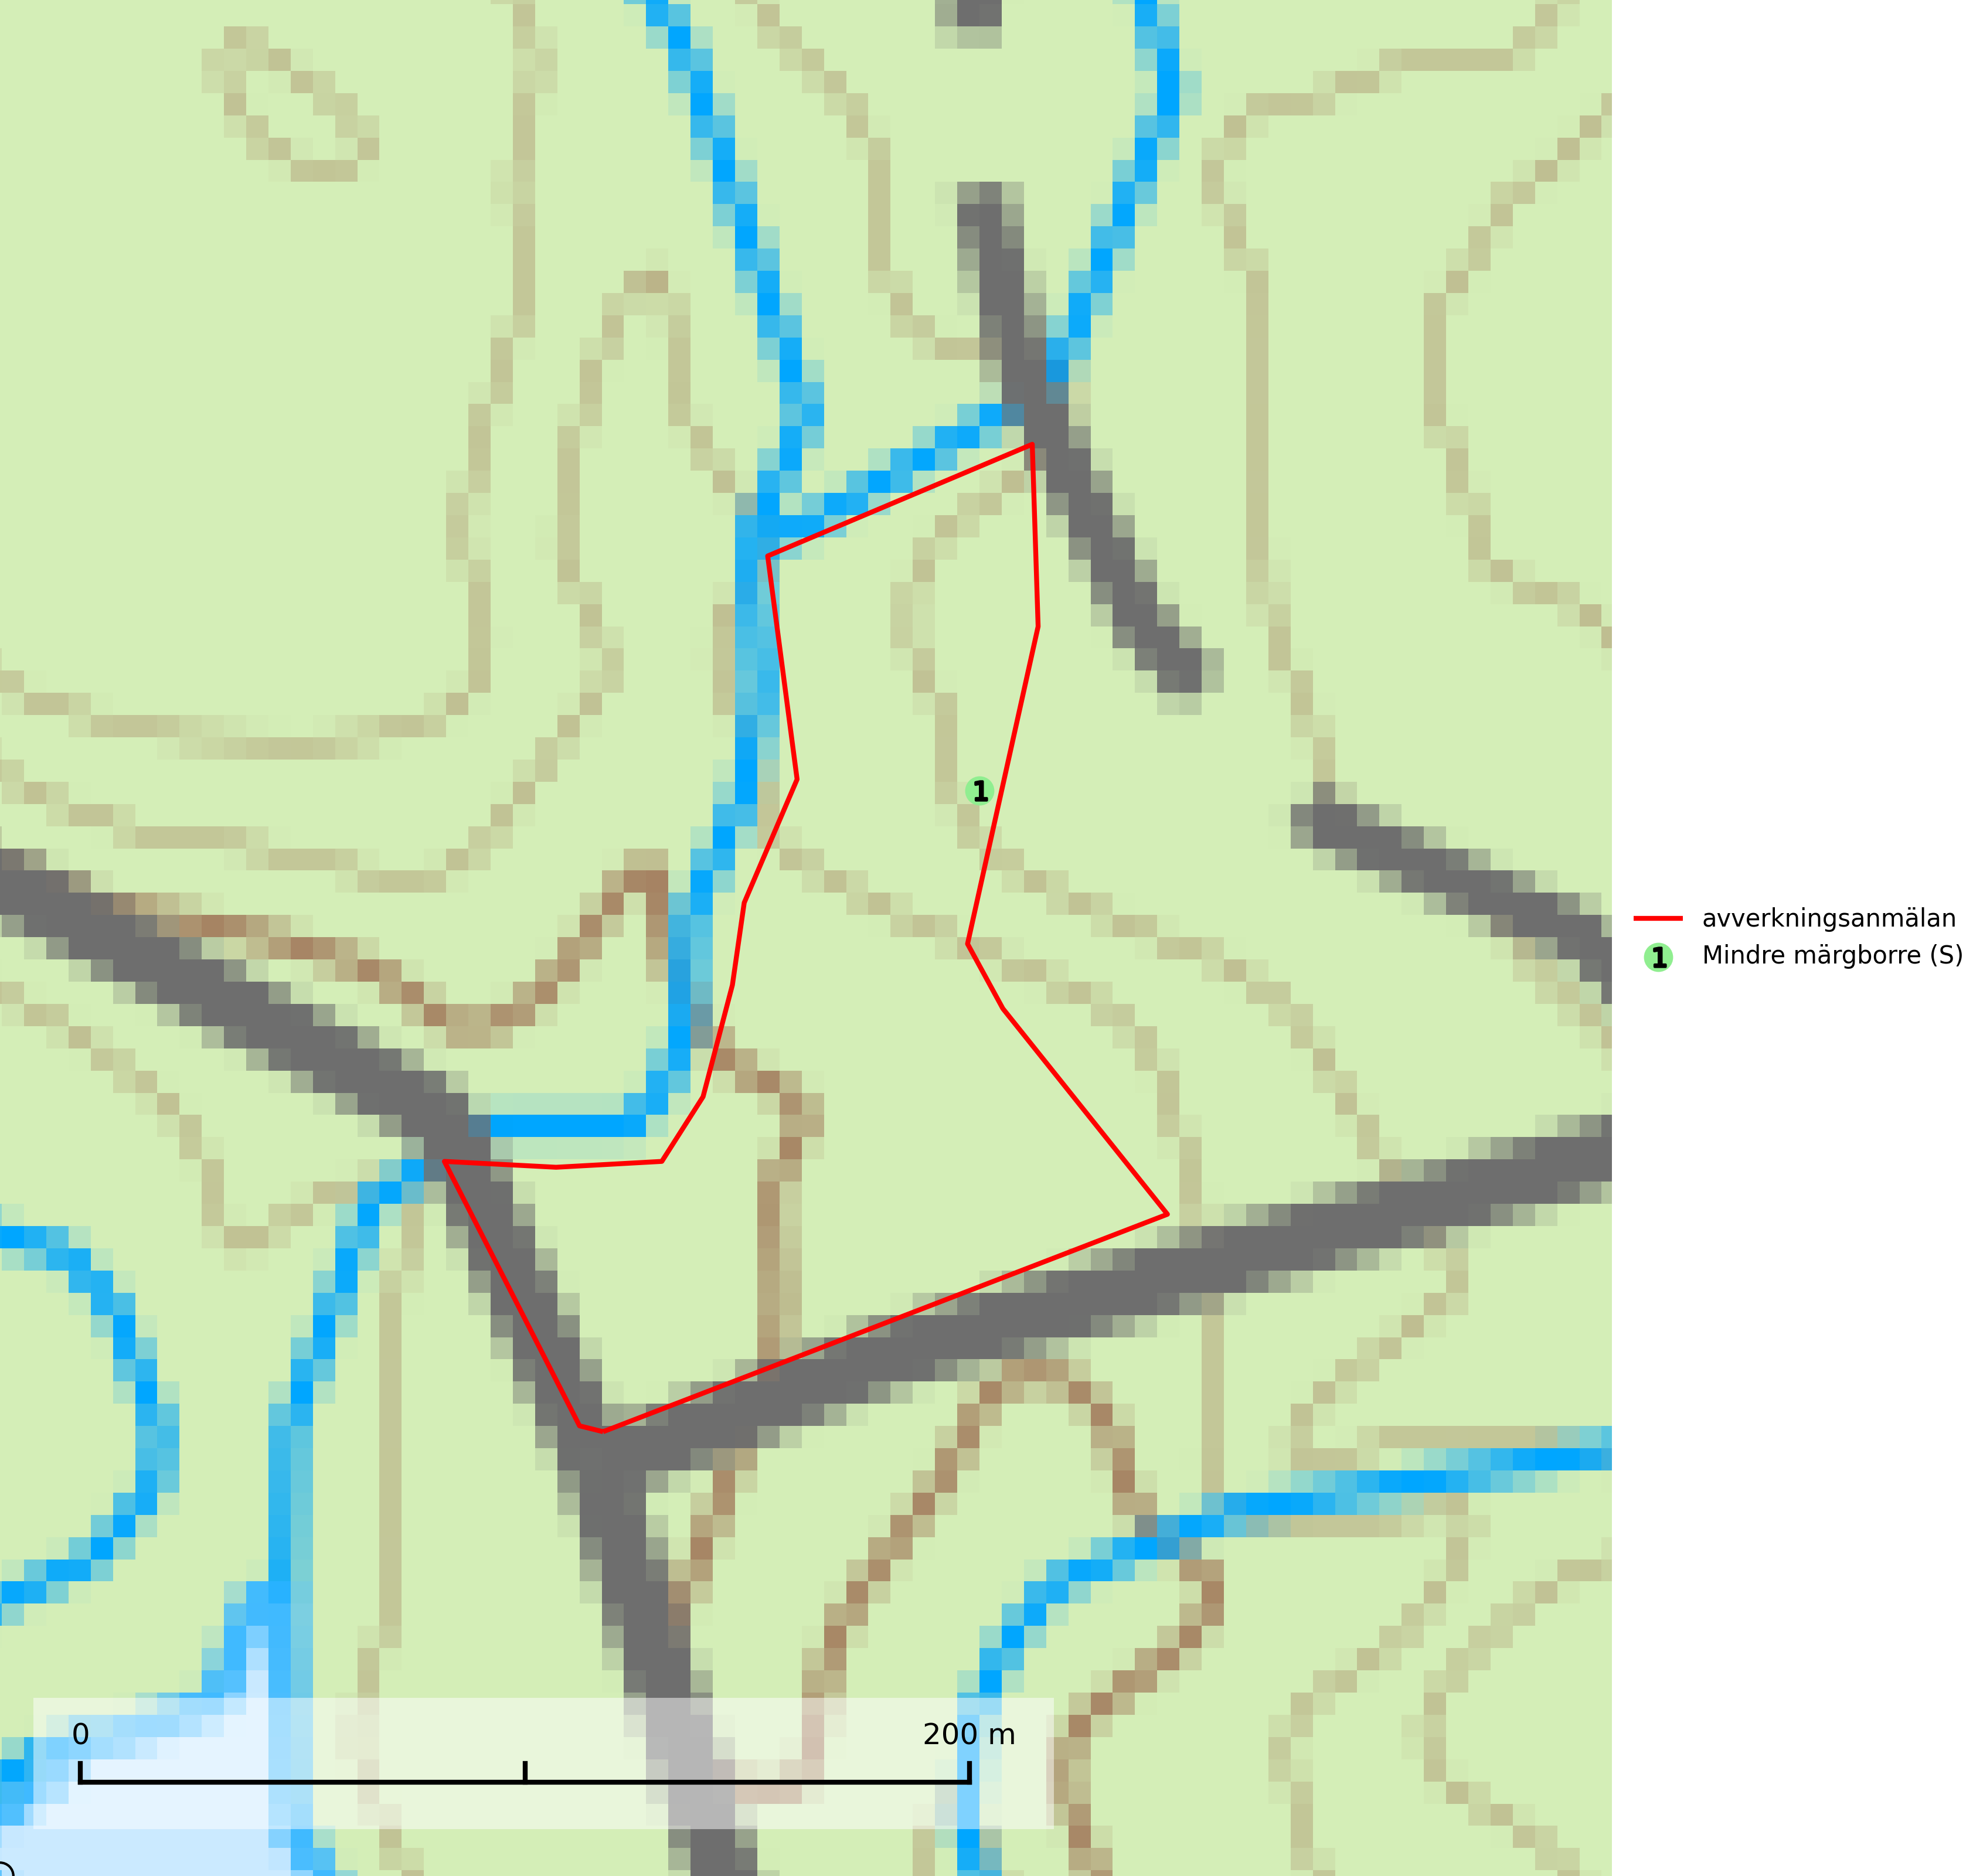 1
avverkningsanmälan
1 Mindre märgborre (S)
0 200 m